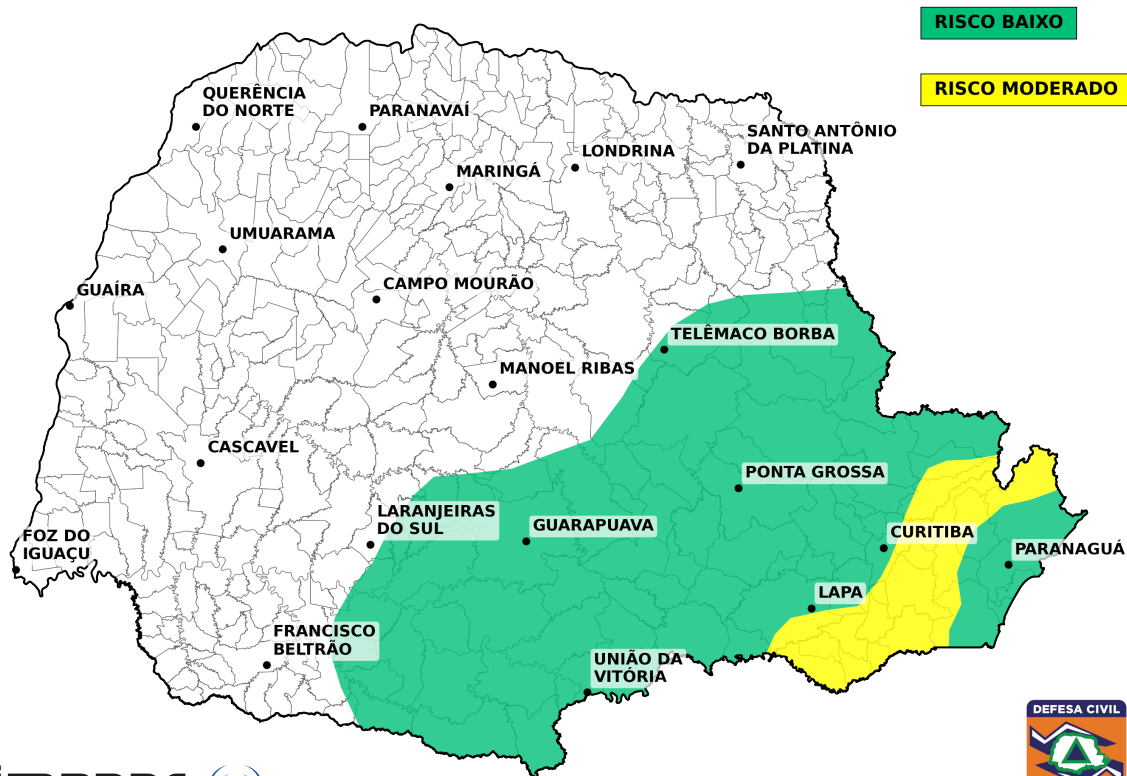 RISCO BAIXO
RISCO MODERADO
QUERÊNCIA
DO NORTE
PARANAVAÍ
SANTO ANTÔNIO
DA PLATINA
LONDRINA
MARINGÁ
UMUARAMA
CAMPO MOURÃO
GUAÍRA
TELÊMACO BORBA
MANOEL RIBAS
CASCAVEL
PONTA GROSSA
LARANJEIRAS
DO SUL
GUARAPUAVA
CURITIBA
FOZ DO
IGUAÇU
PARANAGUÁ
LAPA
FRANCISCO
BELTRÃO
UNIÃO DA
VITÓRIA
DEFESA CIVIL